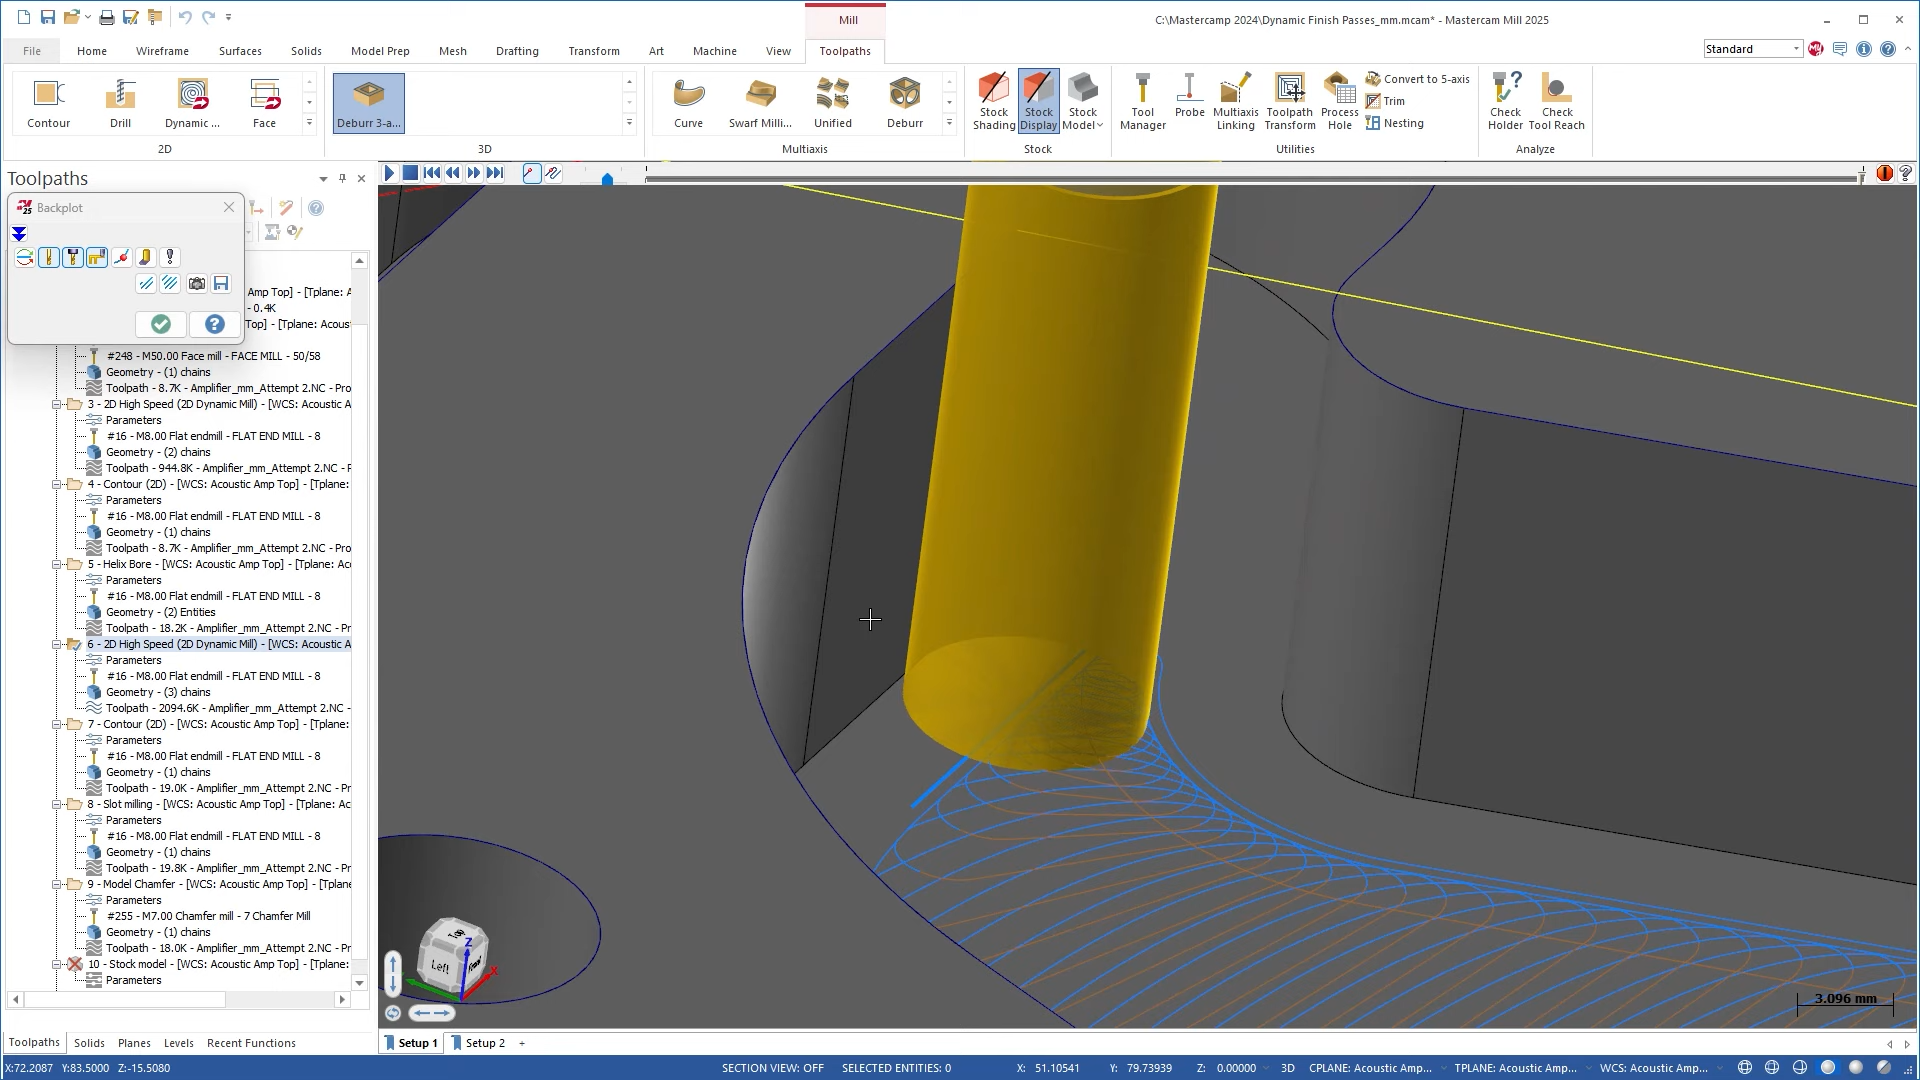 C:\Mastercamp 2024\Dynamic Finish Passes_mm.mcam* - Mastercam Mill 2025
Mill
File Home Wireframe Surfaces Solids Model Prep Mesh Drafting Transform Art Machine View Toolpaths
Standard
Contour Drill Dynamic ... Face
Deburr 3-a...
Curve Swarf Milli... Unified Deburr
Stock Shading Stock Display Stock Model
Tool Manager Probe Multiaxis Linking Toolpath Transform Process Hole
Convert to 5-axis
Trim
Nesting
Check Holder Check Tool Reach
2D 3D Multiaxis Stock Utilities Analyze
Toolpaths
Backplot
Amp Top] - [Tplane: A
- 0.4K
Top] - [Tplane: Acous
#248 - M50.00 Face mill - FACE MILL - 50/58
Geometry - (1) chains
Toolpath - 8.7K - Amplifier_mm_Attempt 2.NC - Pro
3 - 2D High Speed (2D Dynamic Mill) - [WCS: Acoustic A
Parameters
#16 - M8.00 Flat endmill - FLAT END MILL - 8
Geometry - (2) chains
Toolpath - 944.8K - Amplifier_mm_Attempt 2.NC - P
4 - Contour (2D) - [WCS: Acoustic Amp Top] - [Tplane:
Parameters
#16 - M8.00 Flat endmill - FLAT END MILL - 8
Geometry - (1) chains
Toolpath - 8.7K - Amplifier_mm_Attempt 2.NC - Pro
5 - Helix Bore - [WCS: Acoustic Amp Top] - [Tplane: Aco
Parameters
#16 - M8.00 Flat endmill - FLAT END MILL - 8
Geometry - (2) Entities
Toolpath - 18.2K - Amplifier_mm_Attempt 2.NC - Pr
6 - 2D High Speed (2D Dynamic Mill) - [WCS: Acoustic A
Parameters
#16 - M8.00 Flat endmill - FLAT END MILL - 8
Geometry - (3) chains
Toolpath - 2094.6K - Amplifier_mm_Attempt 2.NC -
7 - Contour (2D) - [WCS: Acoustic Amp Top] - [Tplane:
Parameters
#16 - M8.00 Flat endmill - FLAT END MILL - 8
Geometry - (1) chains
Toolpath - 19.0K - Amplifier_mm_Attempt 2.NC - Pr
8 - Slot milling - [WCS: Acoustic Amp Top] - [Tplane: Ac
Parameters
#16 - M8.00 Flat endmill - FLAT END MILL - 8
Geometry - (1) chains
Toolpath - 19.8K - Amplifier_mm_Attempt 2.NC - Pr
9 - Model Chamfer - [WCS: Acoustic Amp Top] - [Tplane
Parameters
#255 - M7.00 Chamfer mill - 7 Chamfer Mill
Geometry - (1) chains
Toolpath - 18.0K - Amplifier_mm_Attempt 2.NC - Pr
10 - Stock model - [WCS: Acoustic Amp Top] - [Tplane:
Parameters
Top
Left
Front
Z
X
3.096 mm
Toolpaths Solids Planes Levels Recent Functions
Setup 1 Setup 2 +
X:72.2087 Y:83.5000 Z:-15.5080 SECTION VIEW: OFF SELECTED ENTITIES: 0 X: 51.10541 Y: 79.73939 Z: 0.00000 3D CPLANE: Acoustic Amp... TPLANE: Acoustic Amp... WCS: Acoustic Amp...